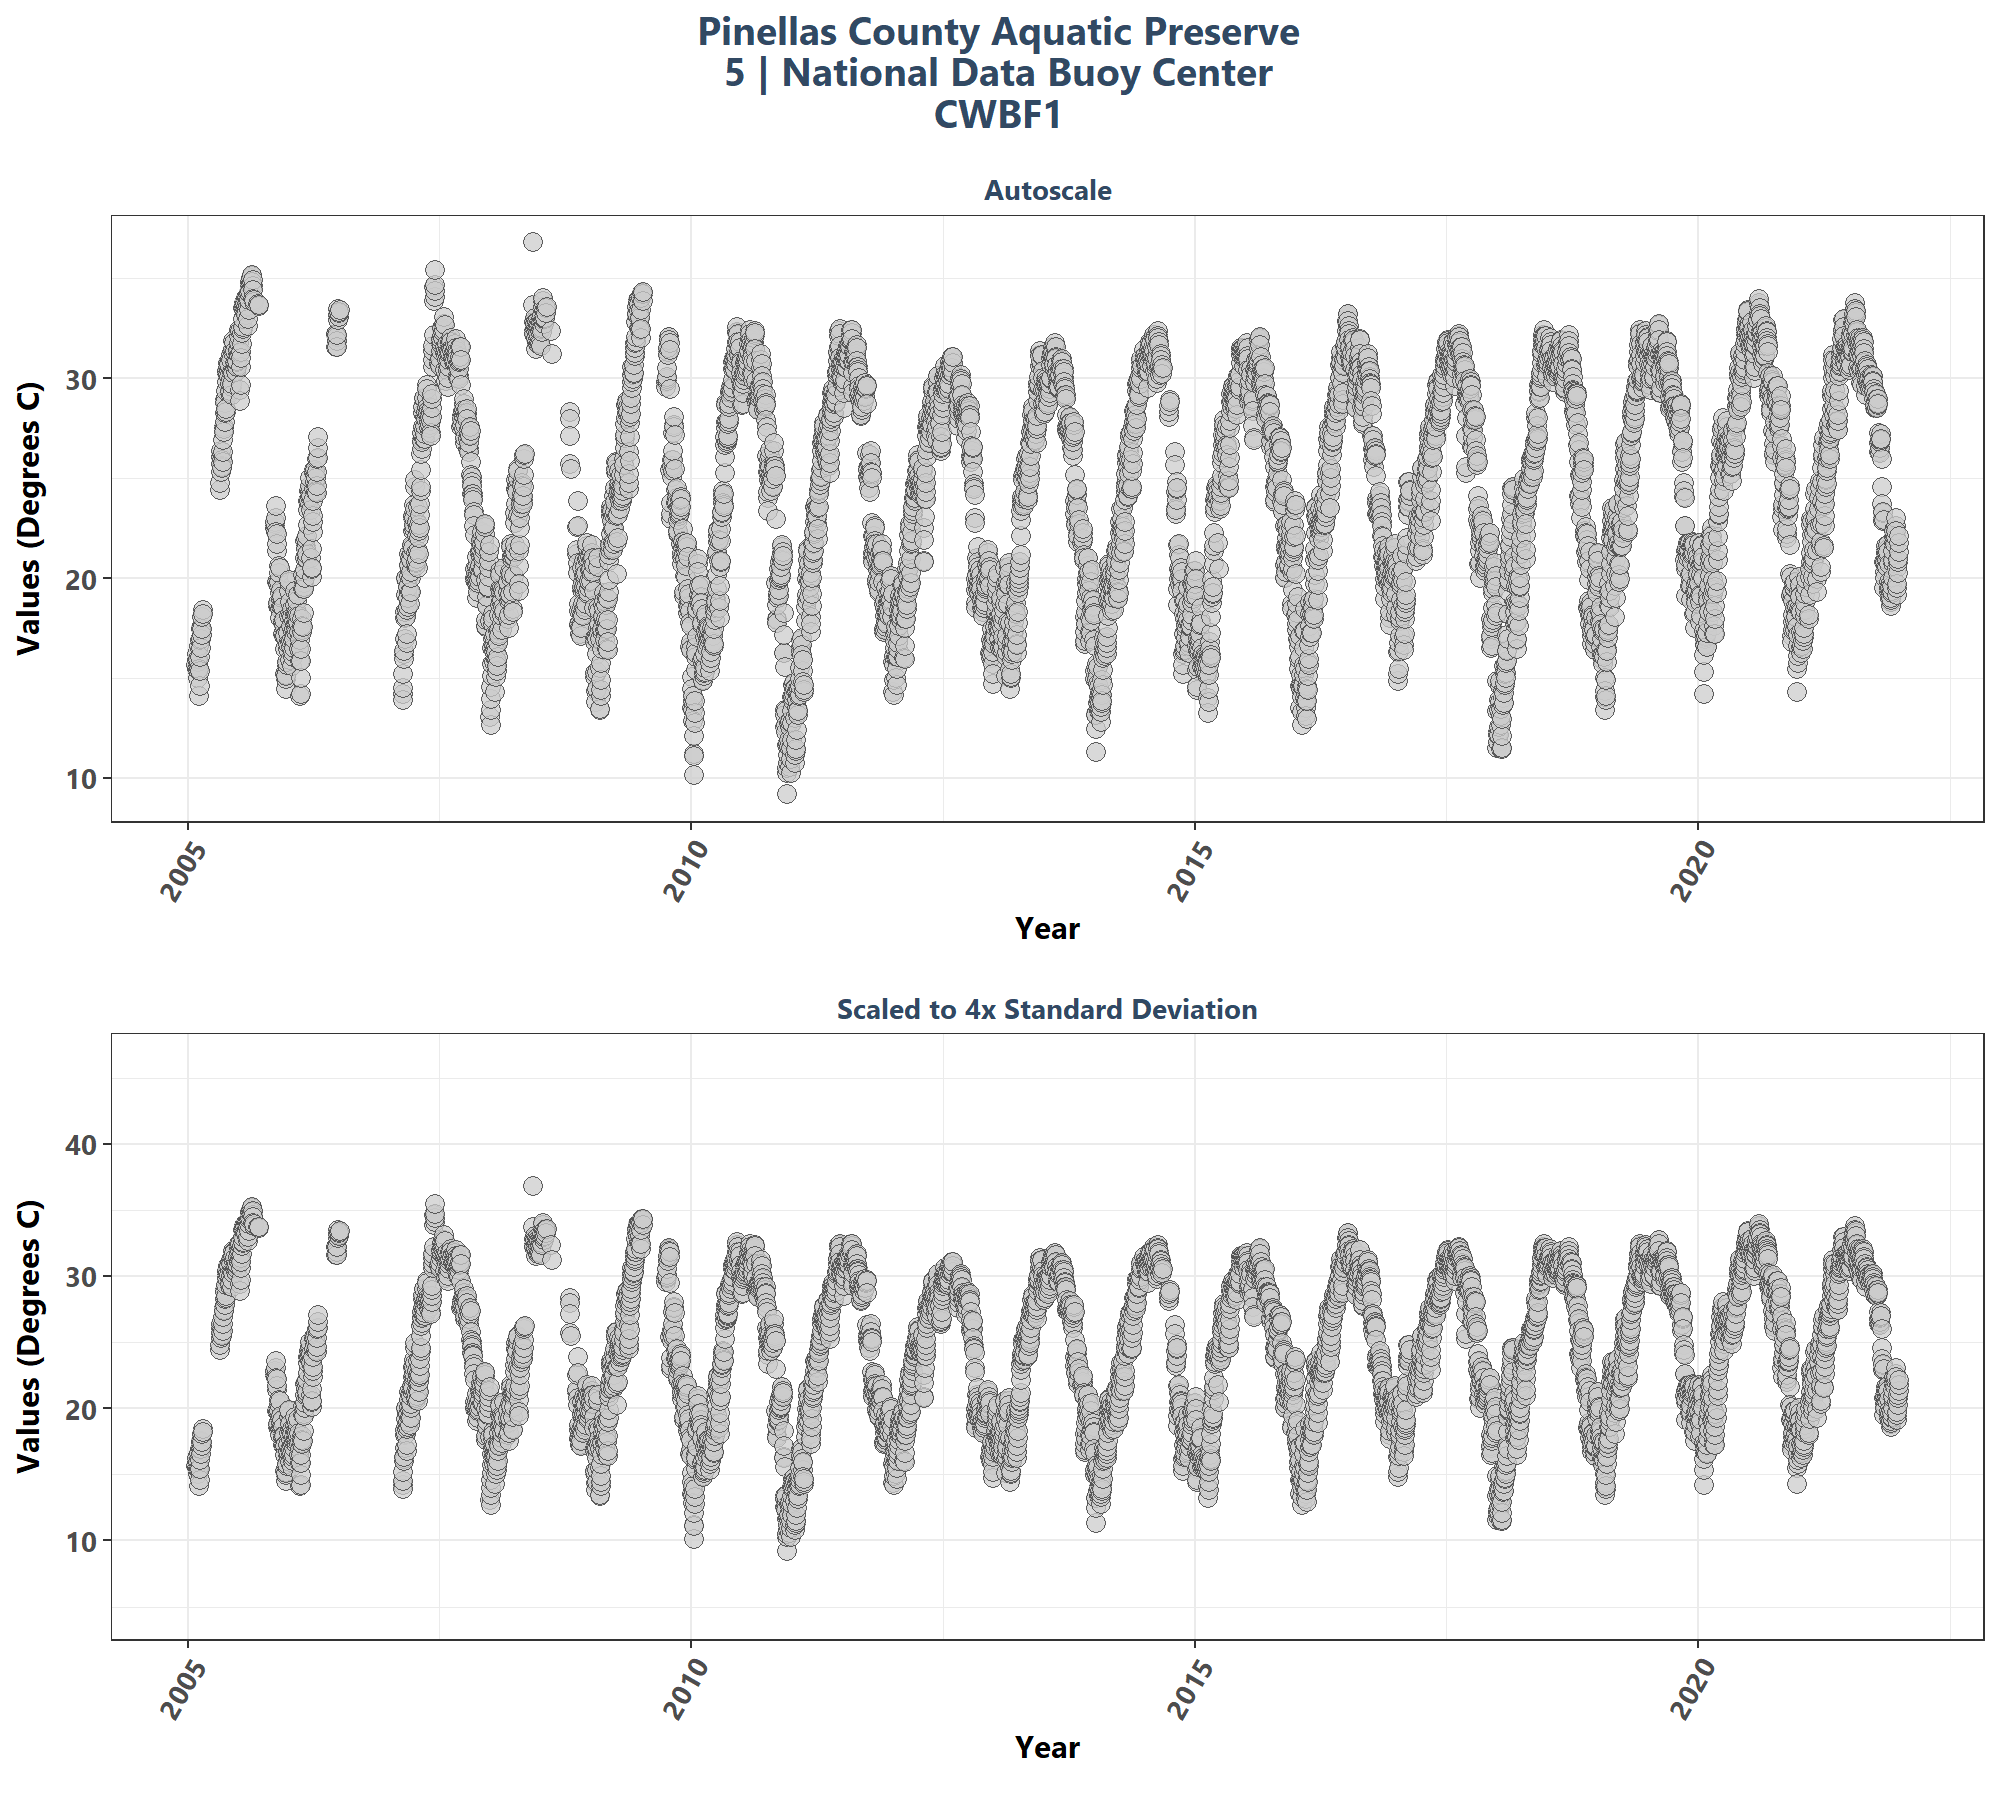 Pinellas County Aquatic Preserve
5 | National Data Buoy Center
CWBF1
Autoscale
Values (Degrees C)
30
20
10
2005
2010
2015
2020
Year
Scaled to 4x Standard Deviation
Values (Degrees C)
40
30
20
10
2005
2010
2015
2020
Year